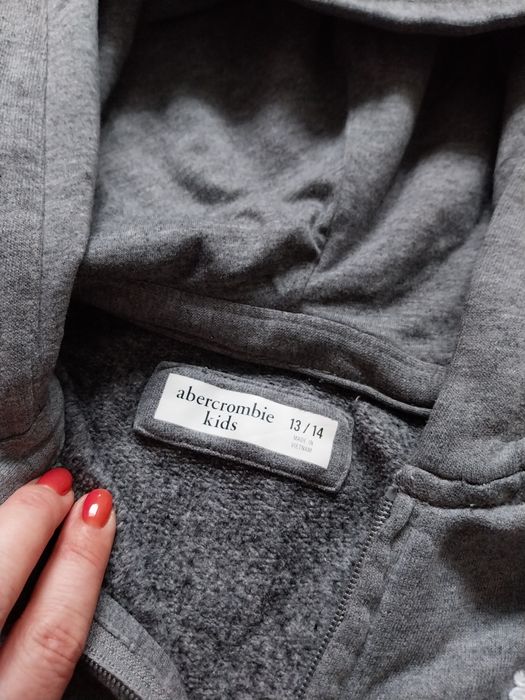 abercrombie
kids
13/14
MADE IN
VIETNAM